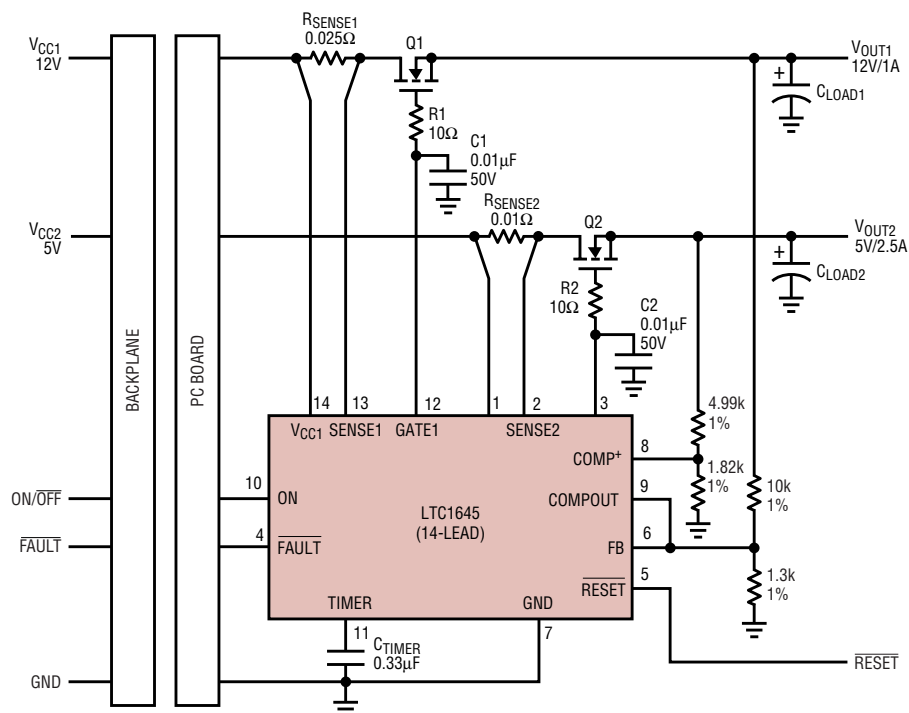 RSENSE1
0.025Ω
VCC1
12V
Q1
VOUT1
12V/1A
+
CLOAD1
R1
10Ω
C1
0.01µF
50V
RSENSE2
0.01Ω
VCC2
5V
Q2
VOUT2
5V/2.5A
+
CLOAD2
R2
10Ω
C2
0.01µF
50V
BACKPLANE
PC BOARD
14
13
12
1
2
3
VCC1
SENSE1
GATE1
SENSE2
4.99k
1%
COMP+
8
1.82k
1%
10k
1%
ON/OFF
10
ON
COMPOUT
9
LTC1645
(14-LEAD)
FAULT
4
FAULT
FB
6
5
RESET
1.3k
1%
TIMER
GND
11
7
CTIMER
0.33µF
RESET
GND